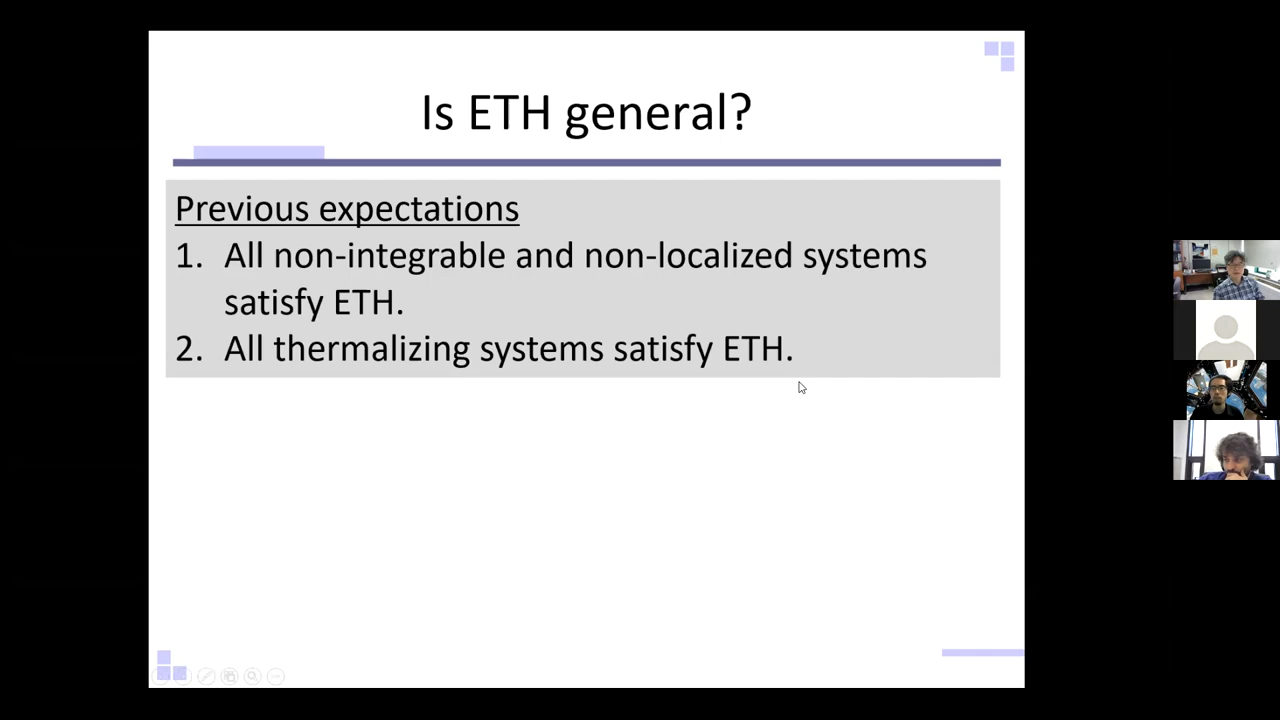 Is ETH general?
Previous expectations
1. All non-integrable and non-localized systems
satisfy ETH.
2. All thermalizing systems satisfy ETH.